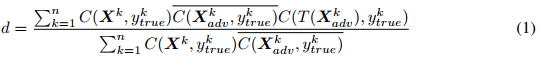 d = \frac{\sum_{k=1}^{n} C(\boldsymbol{X}^k, y_{true}^k) \overline{C(\boldsymbol{X}_{adv}^k, y_{true}^k)} C(T(\boldsymbol{X}_{adv}^k), y_{true}^k)}{\sum_{k=1}^{n} C(\boldsymbol{X}^k, y_{true}^k) \overline{C(\boldsymbol{X}_{adv}^k, y_{true}^k)}} (1)